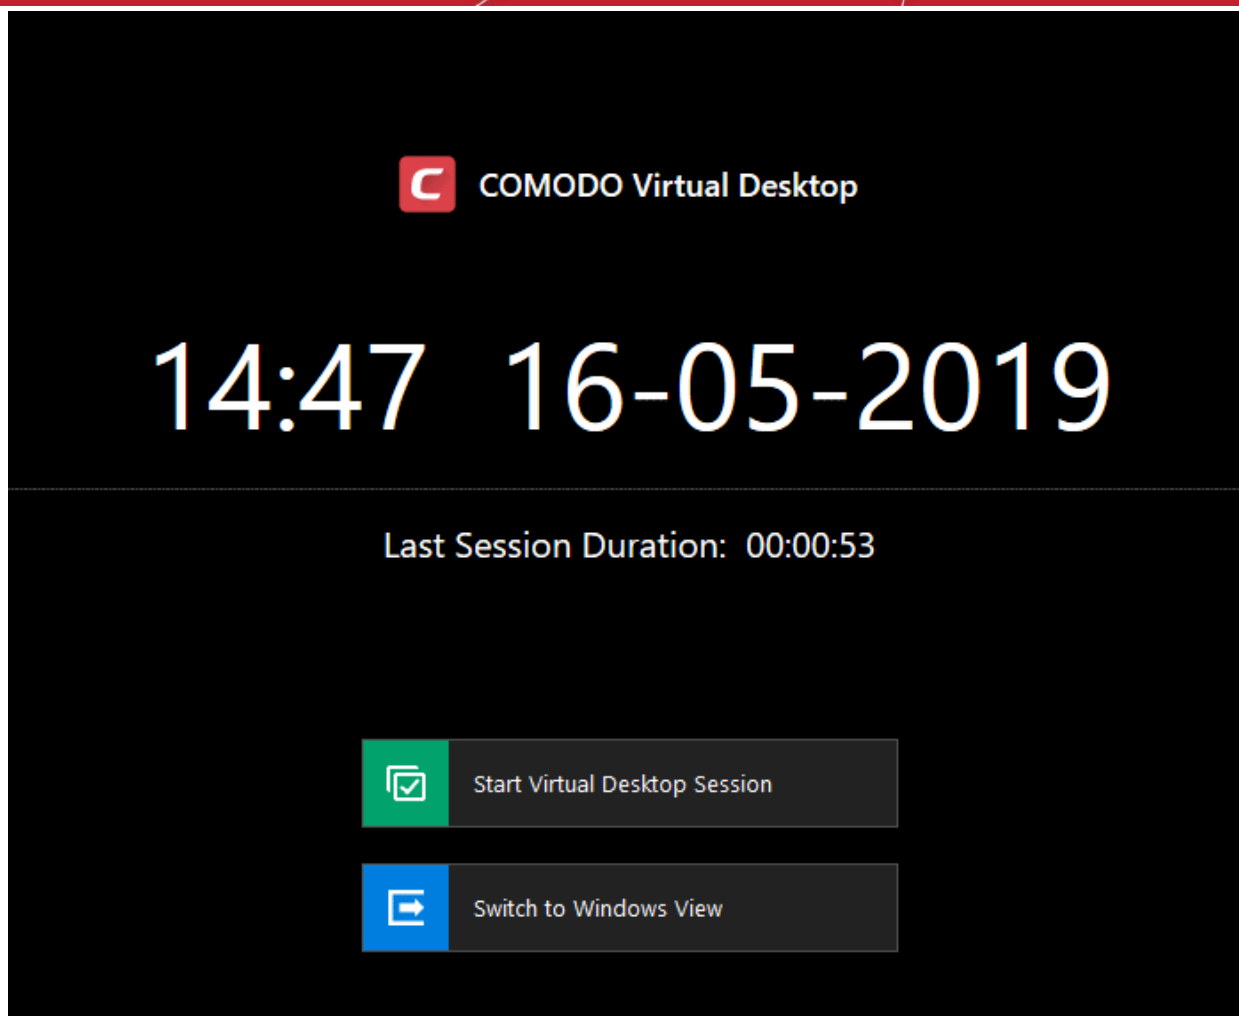 COMODO Virtual Desktop
14:47 16-05-2019
Last Session Duration: 00:00:53
Start Virtual Desktop Session
Switch to Windows View